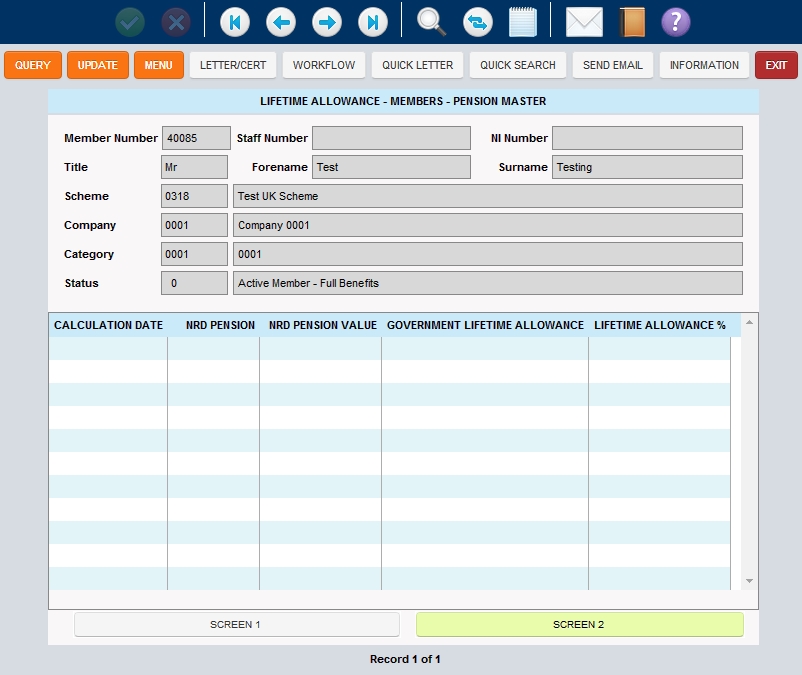 ?
QUERY UPDATE MENU LETTER/CERT WORKFLOW QUICK LETTER QUICK SEARCH SEND EMAIL INFORMATION EXIT
LIFETIME ALLOWANCE - MEMBERS - PENSION MASTER
Member Number 40085 Staff Number NI Number
Title Mr Forename Test Surname Testing
Scheme 0318 Test UK Scheme
Company 0001 Company 0001
Category 0001 0001
Status 0 Active Member - Full Benefits
CALCULATION DATE NRD PENSION NRD PENSION VALUE GOVERNMENT LIFETIME ALLOWANCE LIFETIME ALLOWANCE %
SCREEN 1 SCREEN 2
Record 1 of 1